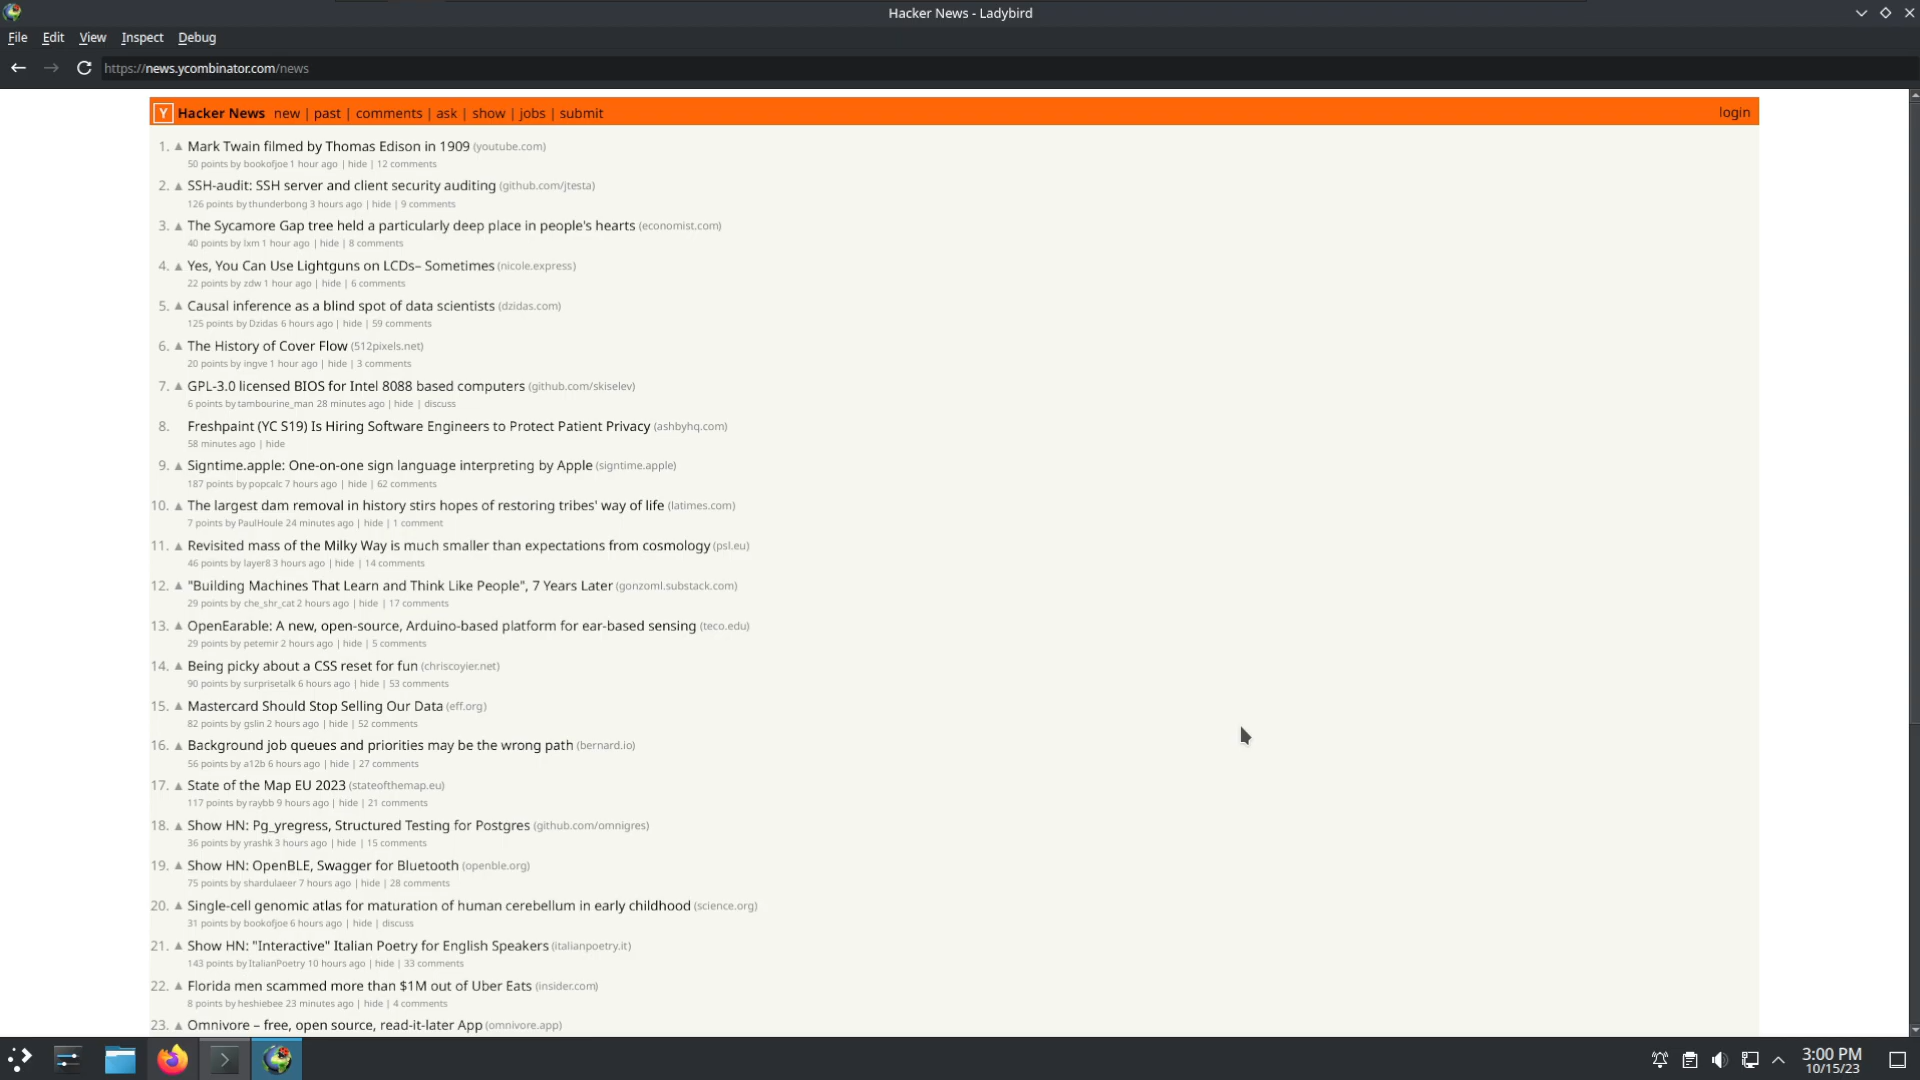 Hacker News - Ladybird
File Edit View Inspect Debug
https://news.ycombinator.com/news
Y Hacker News new | past | comments | ask | show | jobs | submit login
1. ▲ Mark Twain filmed by Thomas Edison in 1909 (youtube.com)
50 points by bookofjoe 1 hour ago | hide | 12 comments
2. ▲ SSH-audit: SSH server and client security auditing (github.com/jtesta)
126 points by thunderbong 3 hours ago | hide | 9 comments
3. ▲ The Sycamore Gap tree held a particularly deep place in people's hearts (economist.com)
40 points by lxm 1 hour ago | hide | 8 comments
4. ▲ Yes, You Can Use Lightguns on LCDs– Sometimes (nicole.express)
22 points by zdw 1 hour ago | hide | 6 comments
5. ▲ Causal inference as a blind spot of data scientists (dzidas.com)
125 points by Dzidas 6 hours ago | hide | 59 comments
6. ▲ The History of Cover Flow (512pixels.net)
20 points by ingve 1 hour ago | hide | 3 comments
7. ▲ GPL-3.0 licensed BIOS for Intel 8088 based computers (github.com/skiselev)
6 points by tambourine_man 28 minutes ago | hide | discuss
8. Freshpaint (YC S19) Is Hiring Software Engineers to Protect Patient Privacy (ashbyhq.com)
58 minutes ago | hide
9. ▲ Signtime.apple: One-on-one sign language interpreting by Apple (signtime.apple)
187 points by popcalc 7 hours ago | hide | 62 comments
10. ▲ The largest dam removal in history stirs hopes of restoring tribes' way of life (latimes.com)
7 points by PaulHoule 24 minutes ago | hide | 1 comment
11. ▲ Revisited mass of the Milky Way is much smaller than expectations from cosmology (psl.eu)
46 points by layer8 3 hours ago | hide | 14 comments
12. ▲ "Building Machines That Learn and Think Like People", 7 Years Later (gonzoml.substack.com)
29 points by che_shr_cat 2 hours ago | hide | 17 comments
13. ▲ OpenEarable: A new, open-source, Arduino-based platform for ear-based sensing (teco.edu)
29 points by petemir 2 hours ago | hide | 5 comments
14. ▲ Being picky about a CSS reset for fun (chriscoyier.net)
90 points by surprisetalk 6 hours ago | hide | 53 comments
15. ▲ Mastercard Should Stop Selling Our Data (eff.org)
82 points by gslin 2 hours ago | hide | 52 comments
16. ▲ Background job queues and priorities may be the wrong path (bernard.io)
56 points by a12b 6 hours ago | hide | 27 comments
17. ▲ State of the Map EU 2023 (stateofthemap.eu)
117 points by raybb 9 hours ago | hide | 21 comments
18. ▲ Show HN: Pg_yregress, Structured Testing for Postgres (github.com/omnigres)
36 points by yrashk 3 hours ago | hide | 15 comments
19. ▲ Show HN: OpenBLE, Swagger for Bluetooth (openble.org)
75 points by shardulaeer 7 hours ago | hide | 28 comments
20. ▲ Single-cell genomic atlas for maturation of human cerebellum in early childhood (science.org)
31 points by bookofjoe 6 hours ago | hide | discuss
21. ▲ Show HN: "Interactive" Italian Poetry for English Speakers (italianpoetry.it)
143 points by ItalianPoetry 10 hours ago | hide | 33 comments
22. ▲ Florida men scammed more than $1M out of Uber Eats (insider.com)
8 points by heshiebee 23 minutes ago | hide | 4 comments
23. ▲ Omnivore – free, open source, read-it-later App (omnivore.app)
3:00 PM
10/15/23